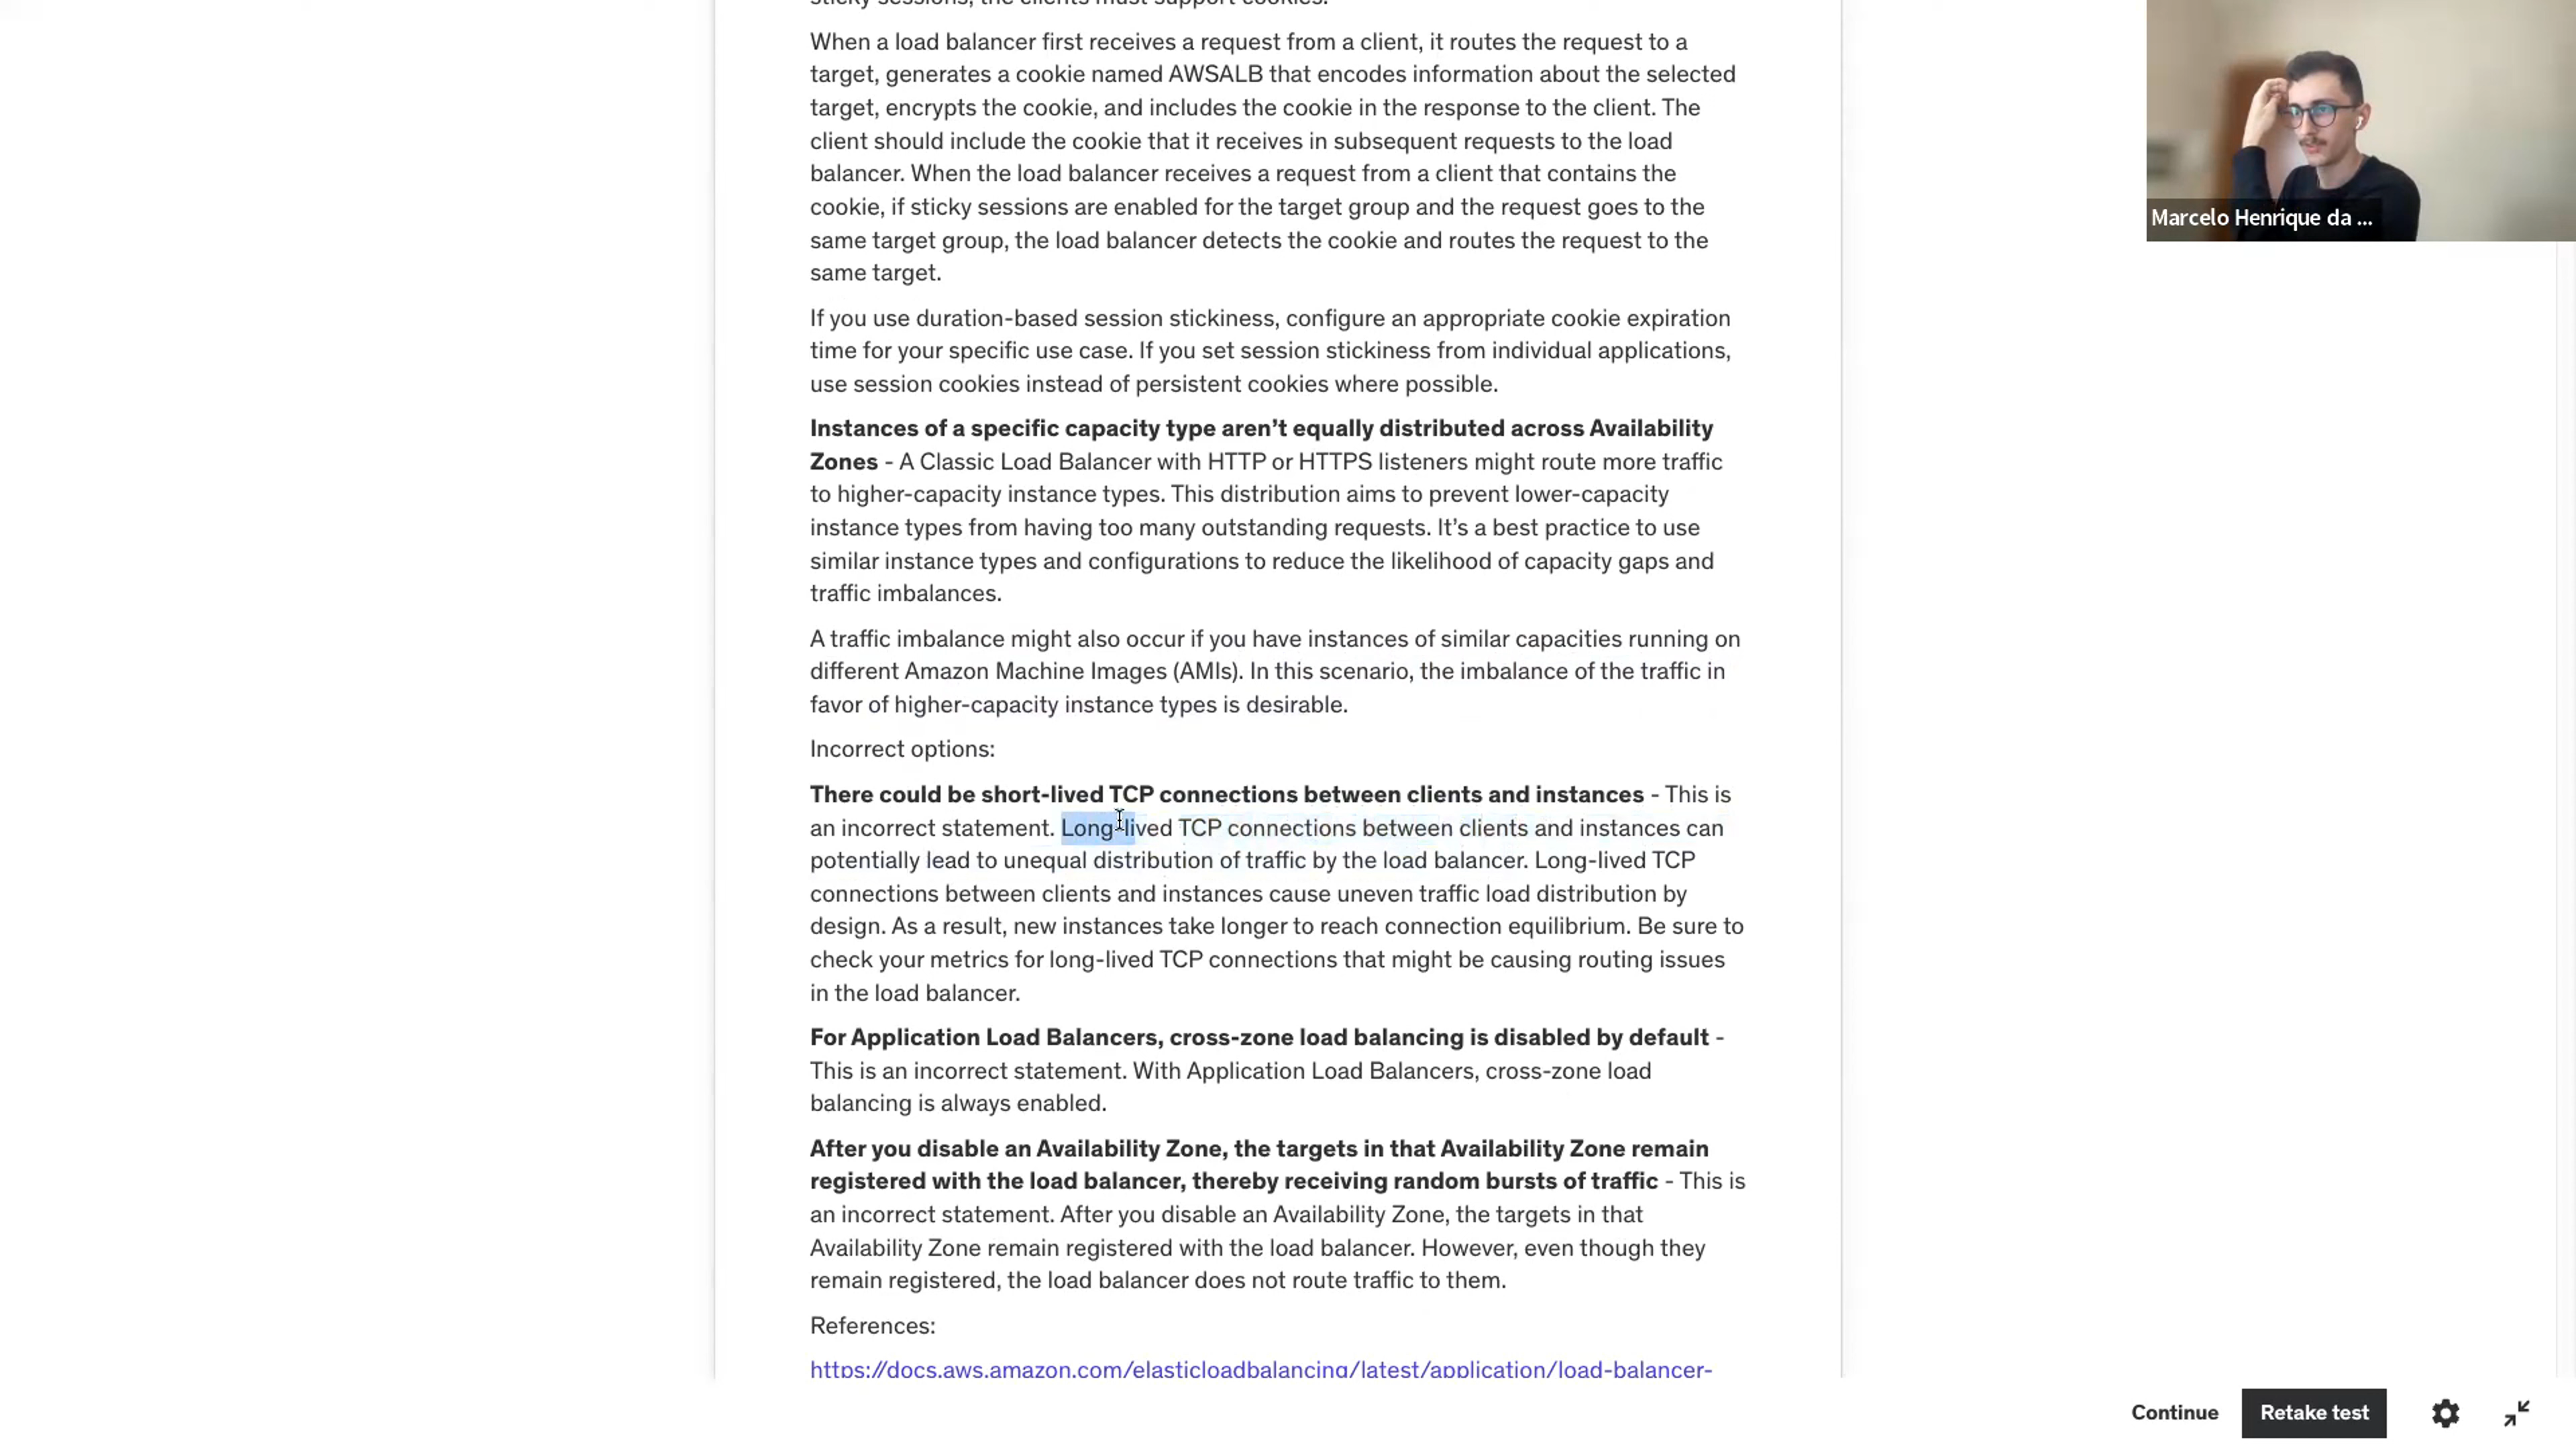 sticky sessions, the clients must support cookies.
When a load balancer first receives a request from a client, it routes the request to a
target, generates a cookie named AWSALB that encodes information about the selected
target, encrypts the cookie, and includes the cookie in the response to the client. The
client should include the cookie that it receives in subsequent requests to the load
balancer. When the load balancer receives a request from a client that contains the
cookie, if sticky sessions are enabled for the target group and the request goes to the
same target group, the load balancer detects the cookie and routes the request to the
same target.
If you use duration-based session stickiness, configure an appropriate cookie expiration
time for your specific use case. If you set session stickiness from individual applications,
use session cookies instead of persistent cookies where possible.
Instances of a specific capacity type aren’t equally distributed across Availability
Zones - A Classic Load Balancer with HTTP or HTTPS listeners might route more traffic
to higher-capacity instance types. This distribution aims to prevent lower-capacity
instance types from having too many outstanding requests. It’s a best practice to use
similar instance types and configurations to reduce the likelihood of capacity gaps and
traffic imbalances.
A traffic imbalance might also occur if you have instances of similar capacities running on
different Amazon Machine Images (AMIs). In this scenario, the imbalance of the traffic in
favor of higher-capacity instance types is desirable.
Incorrect options:
There could be short-lived TCP connections between clients and instances - This is
an incorrect statement. Long-lived TCP connections between clients and instances can
potentially lead to unequal distribution of traffic by the load balancer. Long-lived TCP
connections between clients and instances cause uneven traffic load distribution by
design. As a result, new instances take longer to reach connection equilibrium. Be sure to
check your metrics for long-lived TCP connections that might be causing routing issues
in the load balancer.
For Application Load Balancers, cross-zone load balancing is disabled by default -
This is an incorrect statement. With Application Load Balancers, cross-zone load
balancing is always enabled.
After you disable an Availability Zone, the targets in that Availability Zone remain
registered with the load balancer, thereby receiving random bursts of traffic - This is
an incorrect statement. After you disable an Availability Zone, the targets in that
Availability Zone remain registered with the load balancer. However, even though they
remain registered, the load balancer does not route traffic to them.
References:
https://docs.aws.amazon.com/elasticloadbalancing/latest/application/load-balancer-
Marcelo Henrique da ...
Continue
Retake test